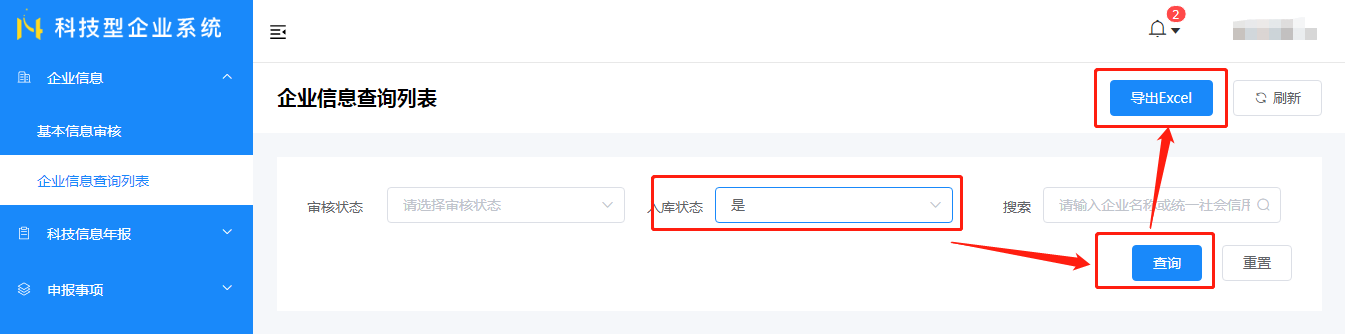 科技型企业系统
2
企业信息
基本信息审核
企业信息查询列表
科技信息年报
申报事项
企业信息查询列表
导出Excel
刷新
审核状态
请选择审核状态
入库状态
是
搜索
请输入企业名称或统一社会信用
查询
重置